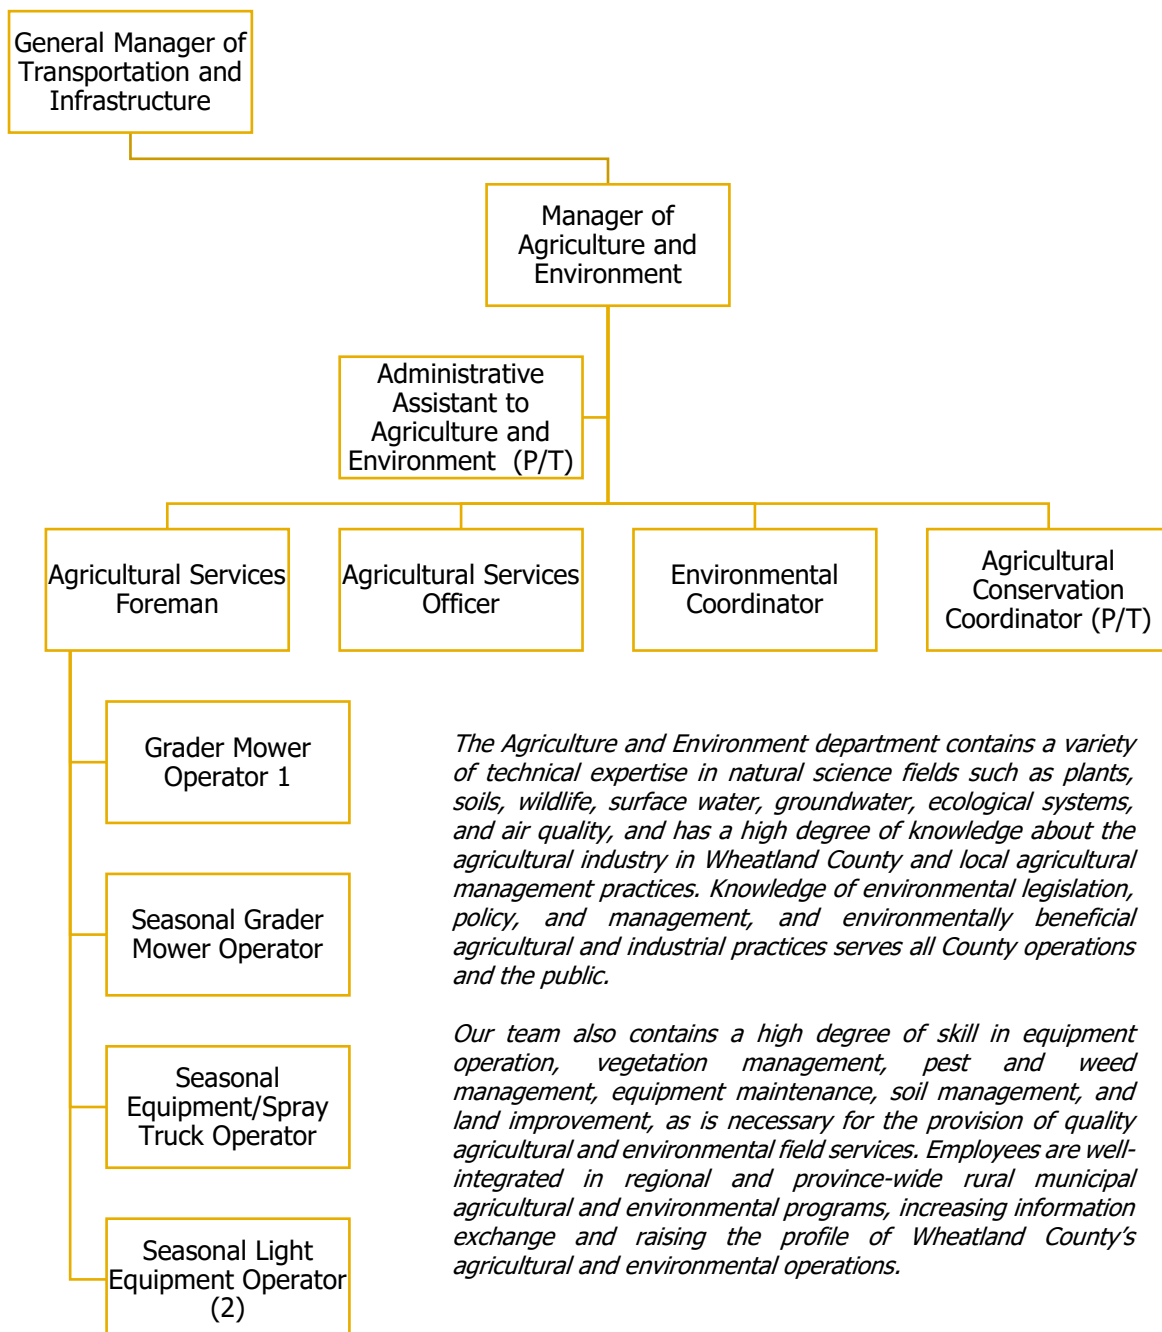 General Manager of
Transportation and
Infrastructure
Manager of
Agriculture and
Environment
Administrative
Assistant to
Agriculture and
Environment  (P/T)
Agricultural Services
Foreman
Agricultural Services
Officer
Environmental
Coordinator
Agricultural
Conservation
Coordinator (P/T)
Grader Mower
Operator 1
Seasonal Grader
Mower Operator
Seasonal
Equipment/Spray
Truck Operator
Seasonal Light
Equipment Operator
(2)
The Agriculture and Environment department contains a variety
of technical expertise in natural science fields such as plants,
soils, wildlife, surface water, groundwater, ecological systems,
and air quality, and has a high degree of knowledge about the
agricultural industry in Wheatland County and local agricultural
management practices. Knowledge of environmental legislation,
policy, and management, and environmentally beneficial
agricultural and industrial practices serves all County operations
and the public.
Our team also contains a high degree of skill in equipment
operation, vegetation management, pest and weed
management, equipment maintenance, soil management, and
land improvement, as is necessary for the provision of quality
agricultural and environmental field services. Employees are well-
integrated in regional and province-wide rural municipal
agricultural and environmental programs, increasing information
exchange and raising the profile of Wheatland County's
agricultural and environmental operations.